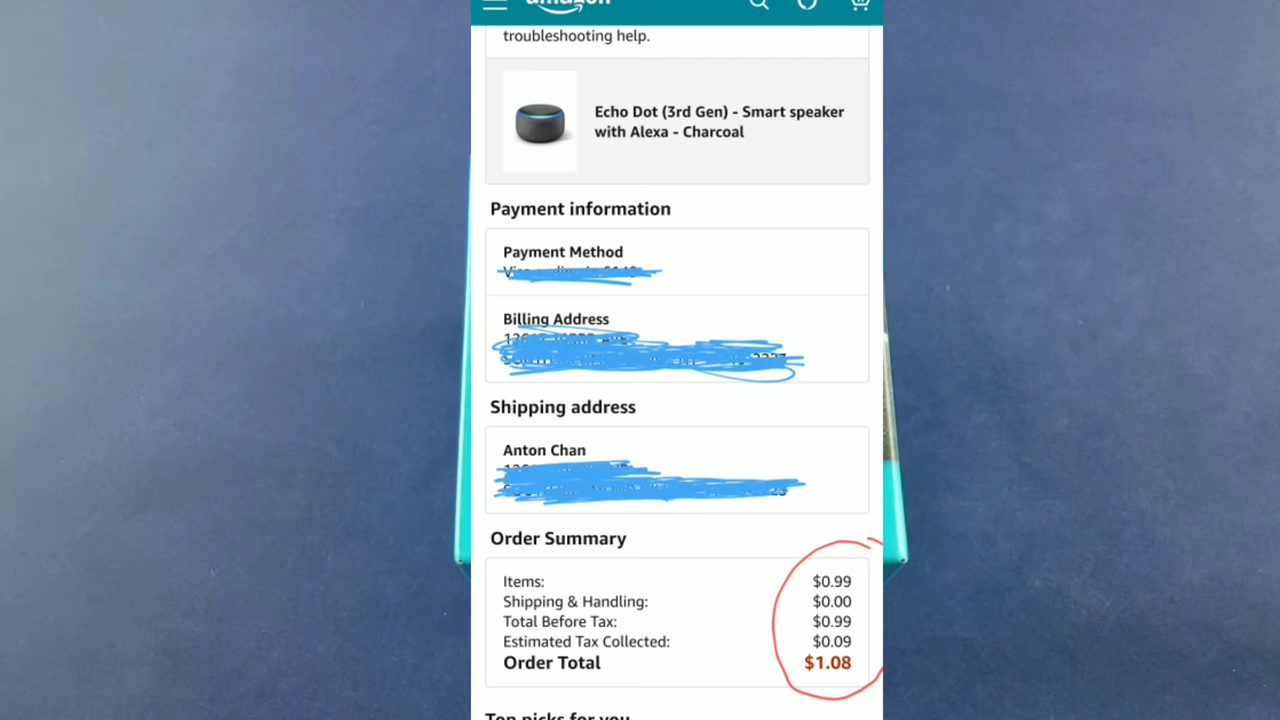 amazon
troubleshooting help.
Echo Dot (3rd Gen) - Smart speaker
with Alexa - Charcoal
Payment information
Payment Method
Billing Address
Shipping address
Anton Chan
Order Summary
Items: $0.99
Shipping & Handling: $0.00
Total Before Tax: $0.99
Estimated Tax Collected: $0.09
Order Total $1.08
Top picks for you